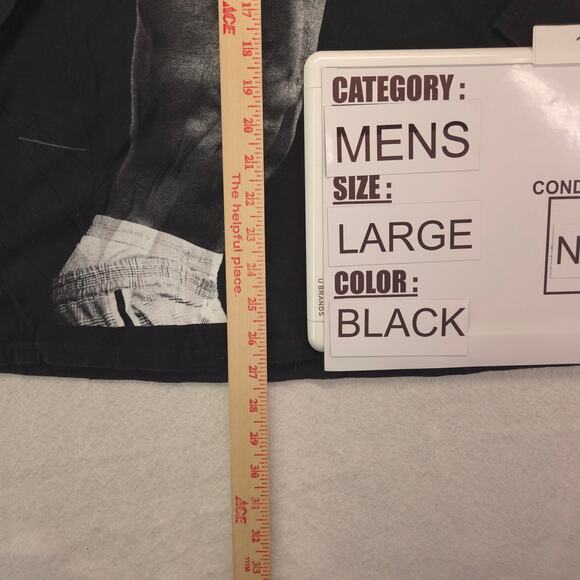 CATEGORY :
MENS
SIZE :
LARGE
COLOR :
BLACK
COND
N
U BRANDS
ACE
17
18
19
20
21
The helpful place.
22
23
24
25
26
27
28
29
30
ACE
31
32
33